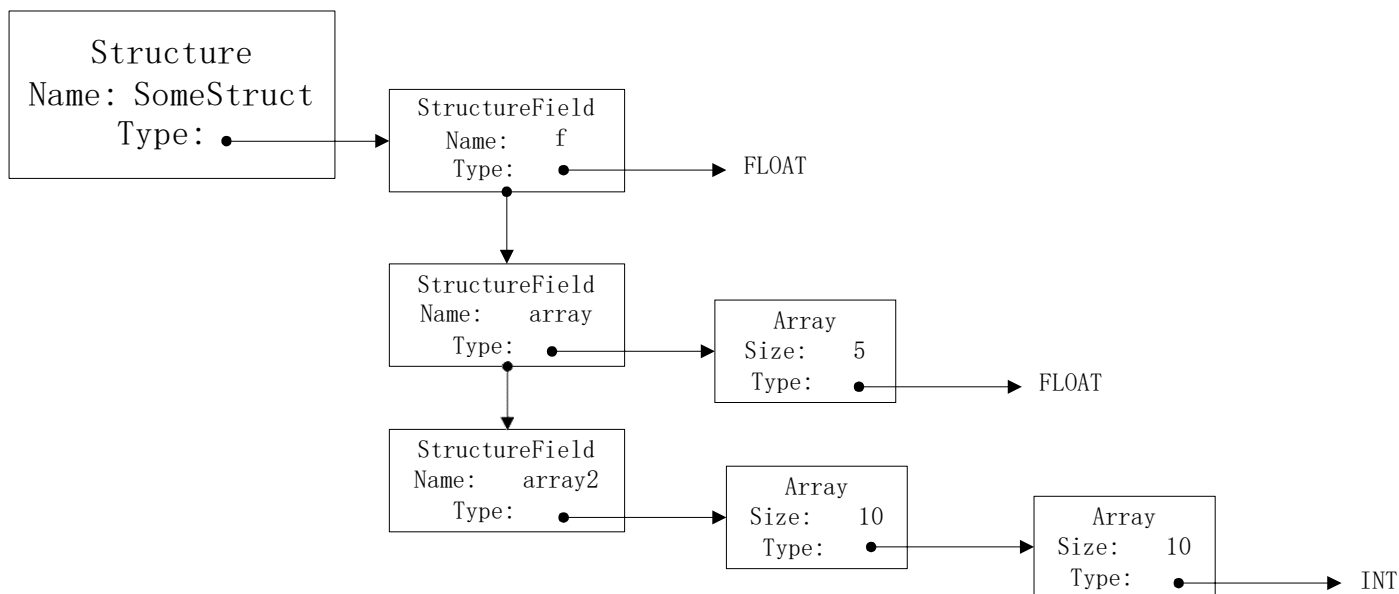 Structure
Name: SomeStruct
Type:
StructureField
Name: f
Type:
FLOAT
StructureField
Name: array
Type:
Array
Size: 5
Type:
FLOAT
StructureField
Name: array2
Type:
Array
Size: 10
Type:
Array
Size: 10
Type:
INT